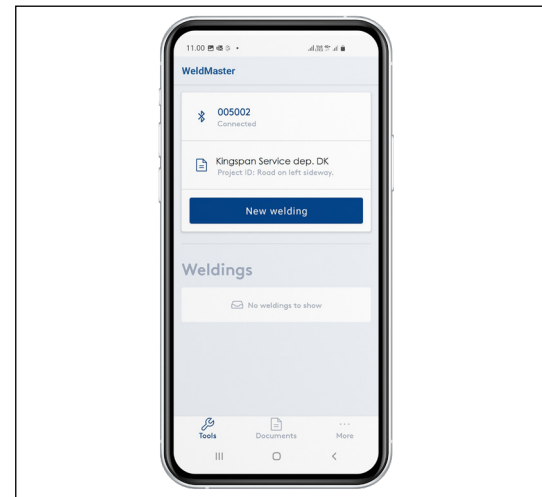 11.00
WeldMaster
005002
Connected
Kingspan Service dep. DK
Project ID: Road on left sideway.
New welding
Weldings
No weldings to show
Tools
Documents
More